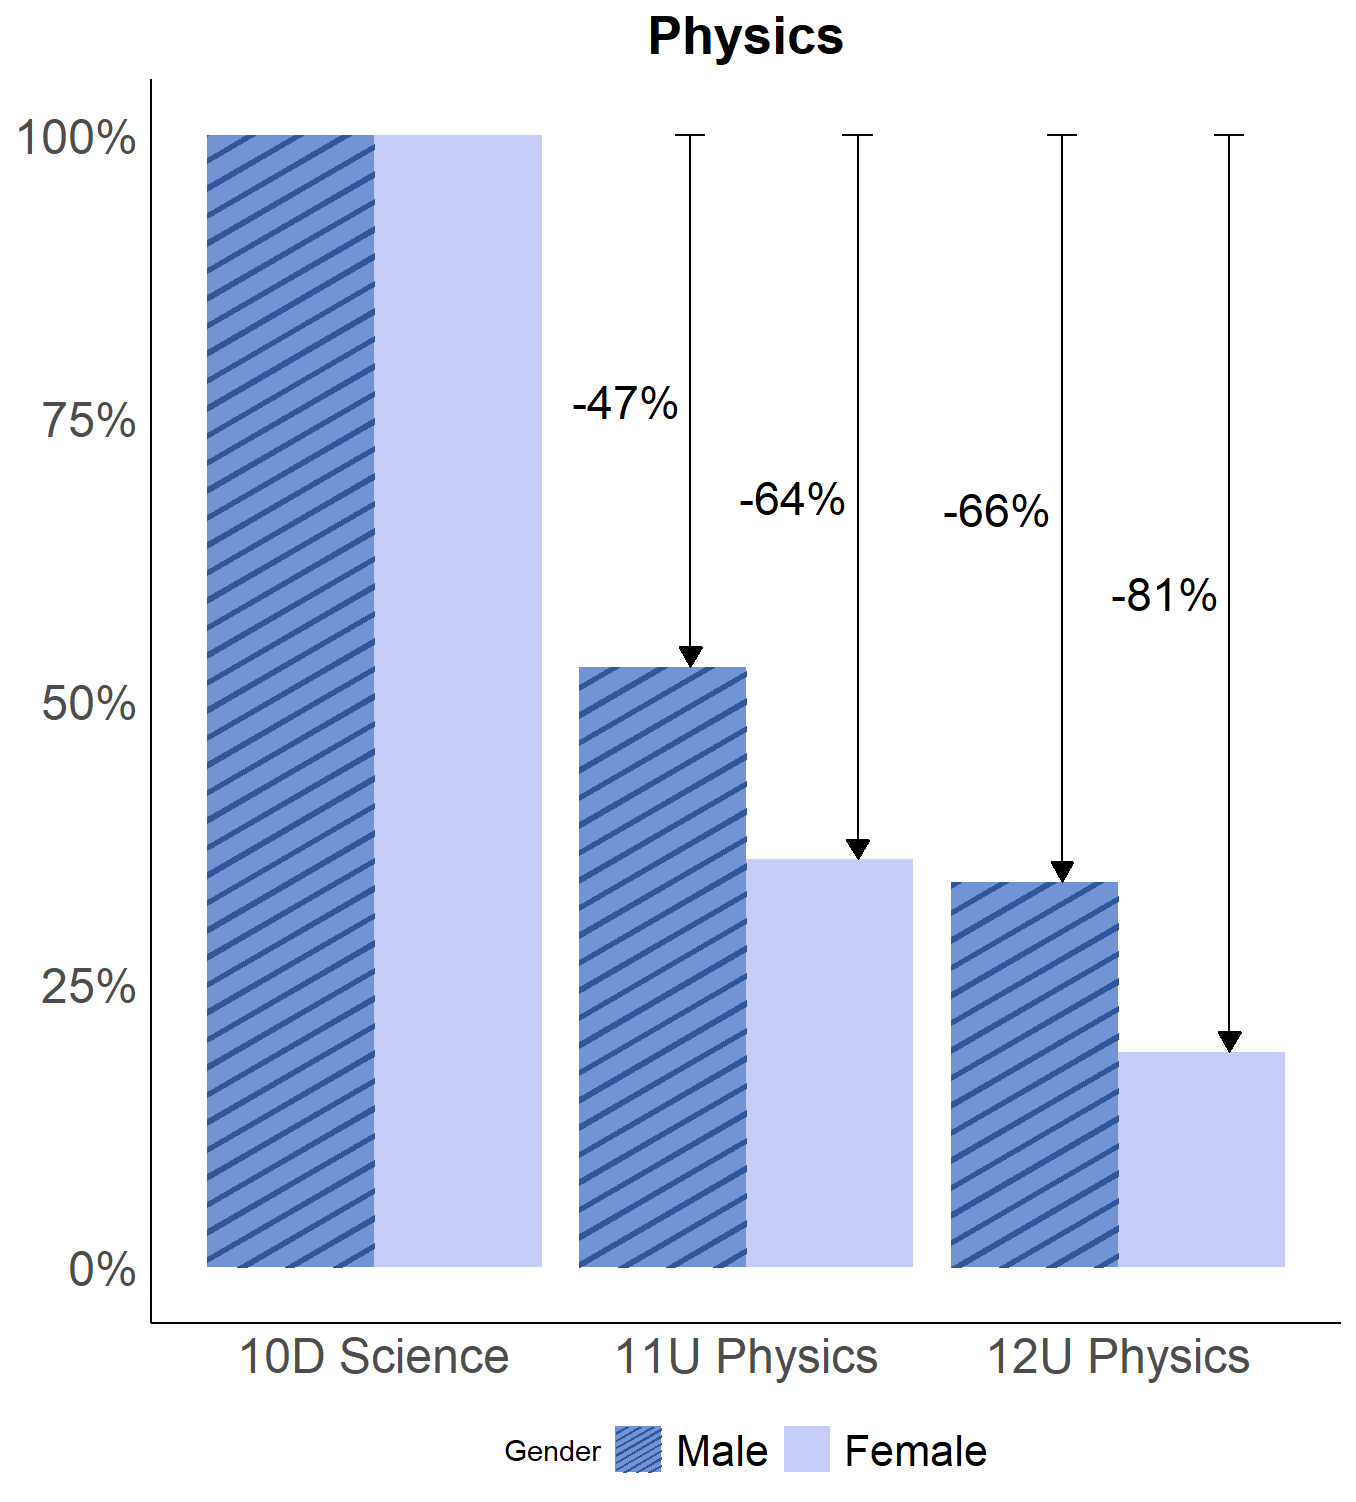 Physics
100%
75%
50%
25%
0%
-47%
-64%
-66%
-81%
10D Science
11U Physics
12U Physics
Gender Male Female